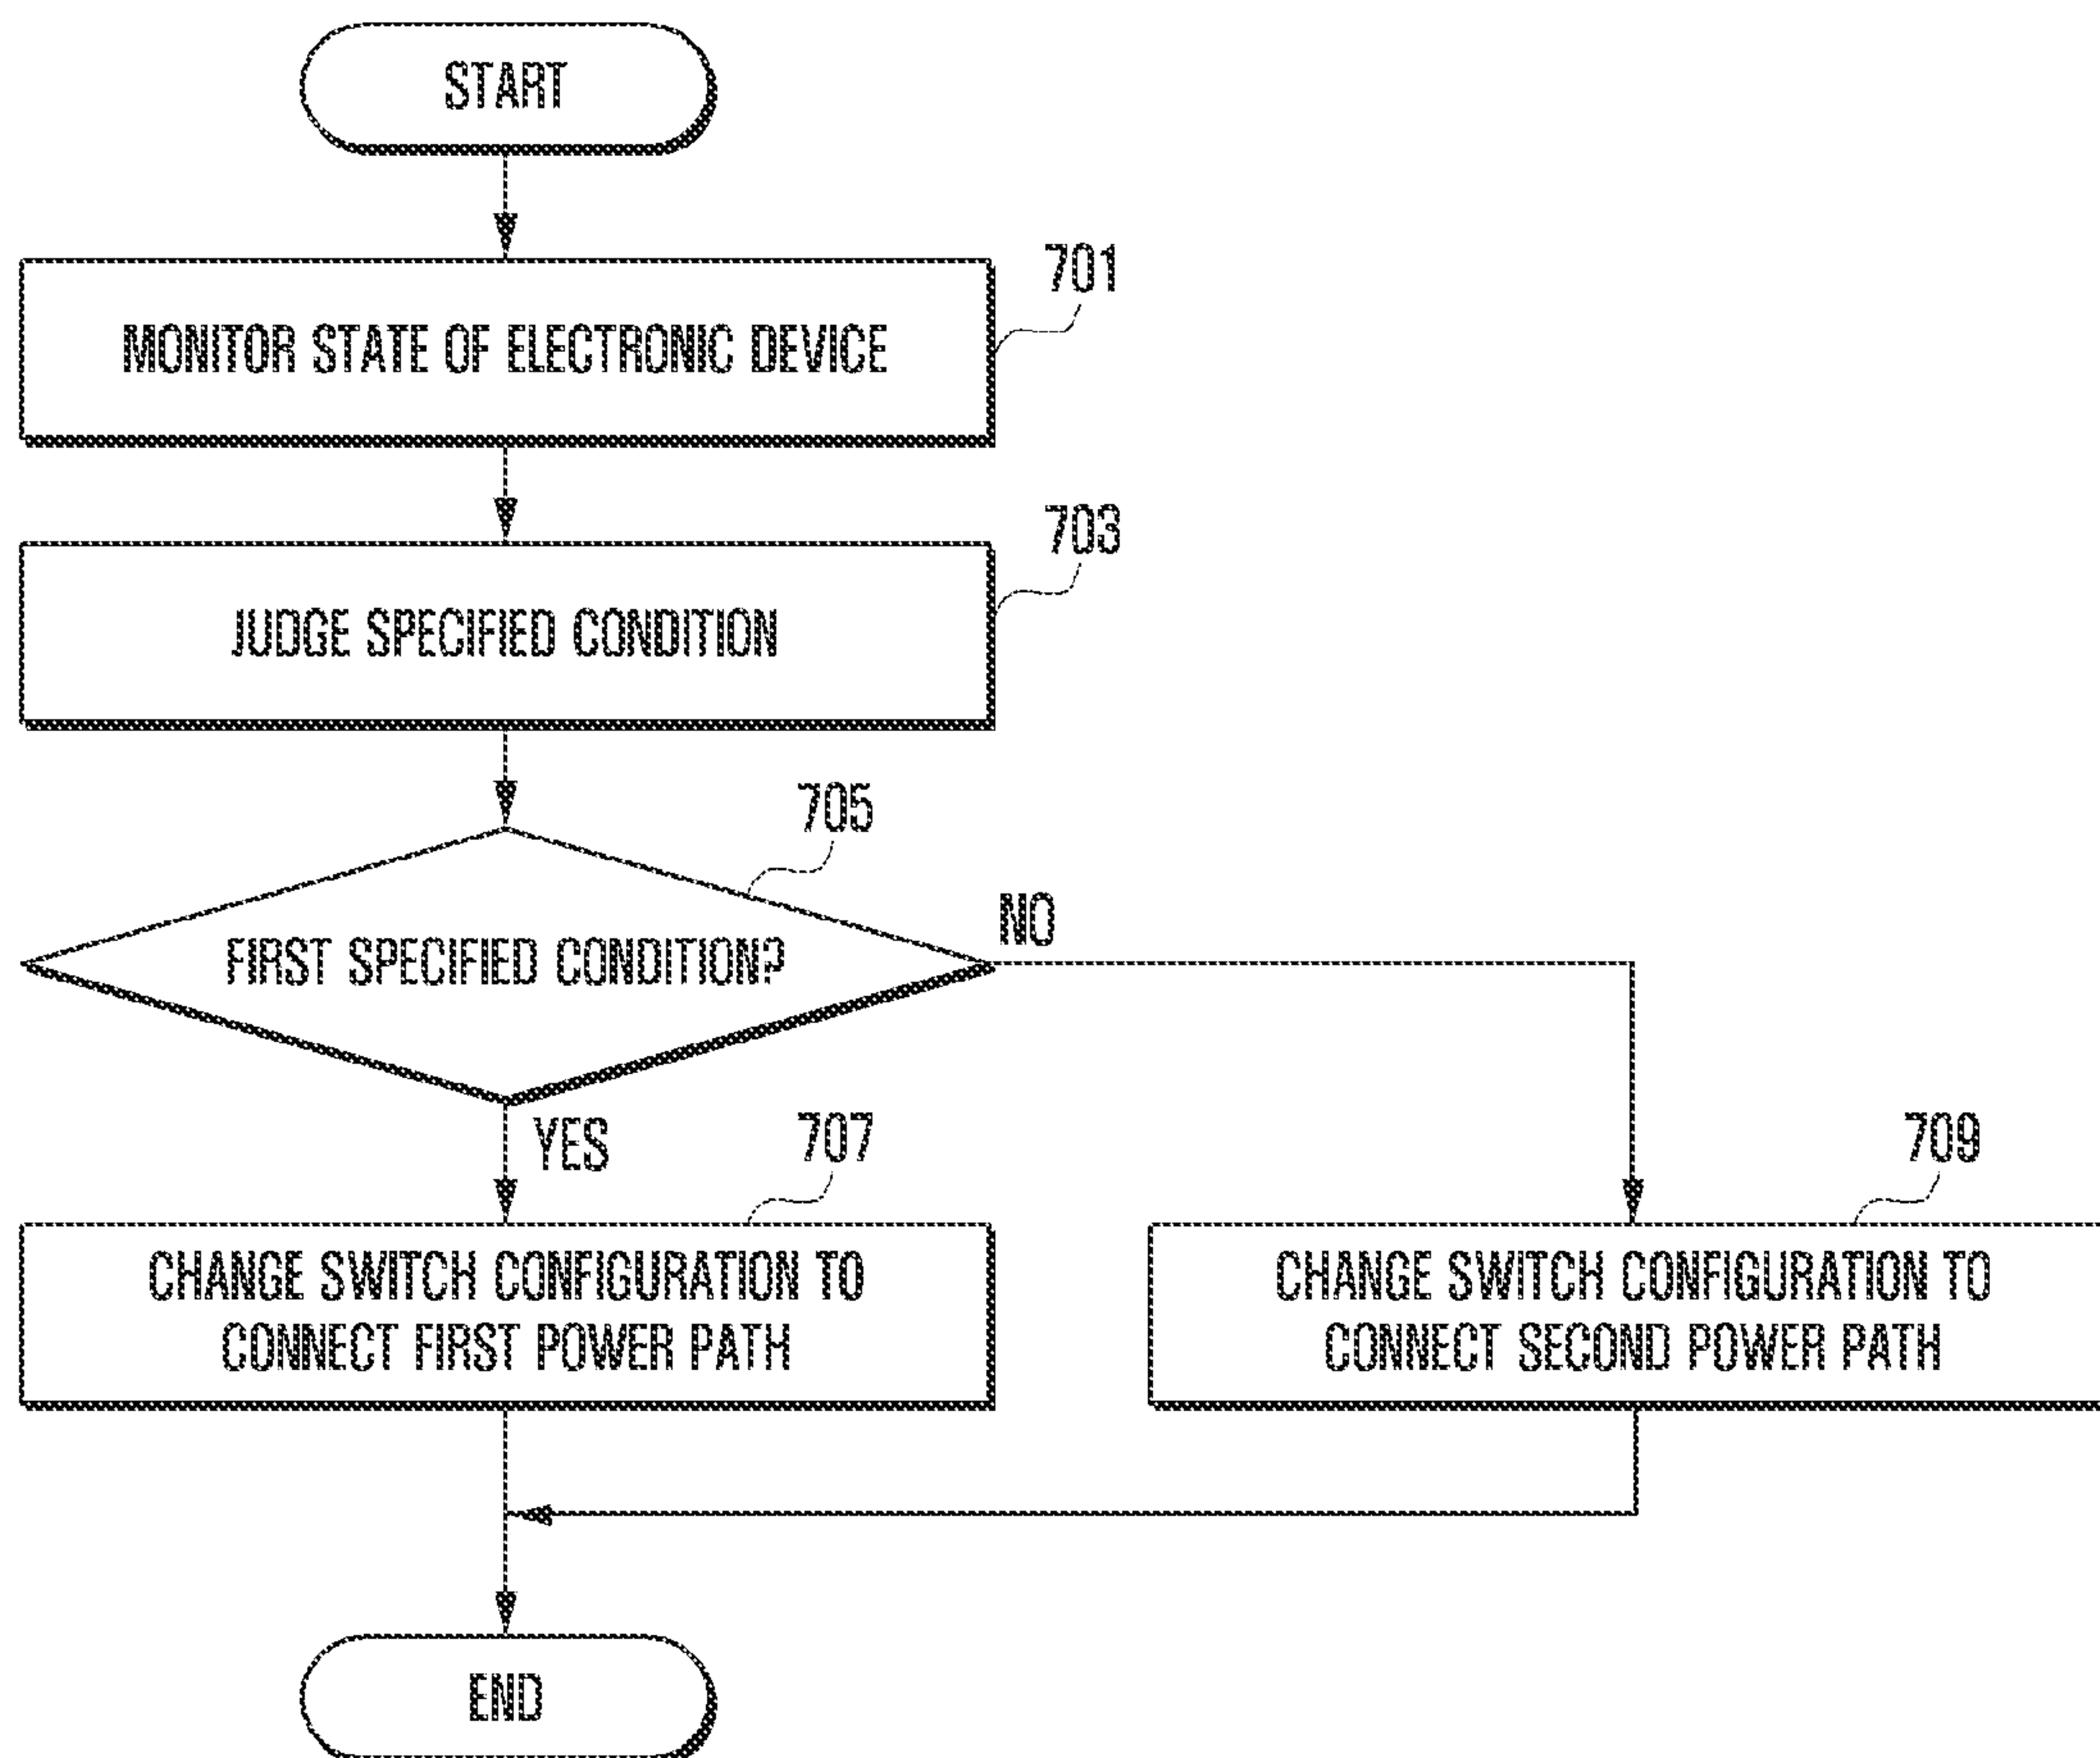 START
701
MONITOR STATE OF ELECTRONIC DEVICE
703
JUDGE SPECIFIED CONDITION
705
FIRST SPECIFIED CONDITION?
NO
YES
707
CHANGE SWITCH CONFIGURATION TO
CONNECT FIRST POWER PATH
709
CHANGE SWITCH CONFIGURATION TO
CONNECT SECOND POWER PATH
END